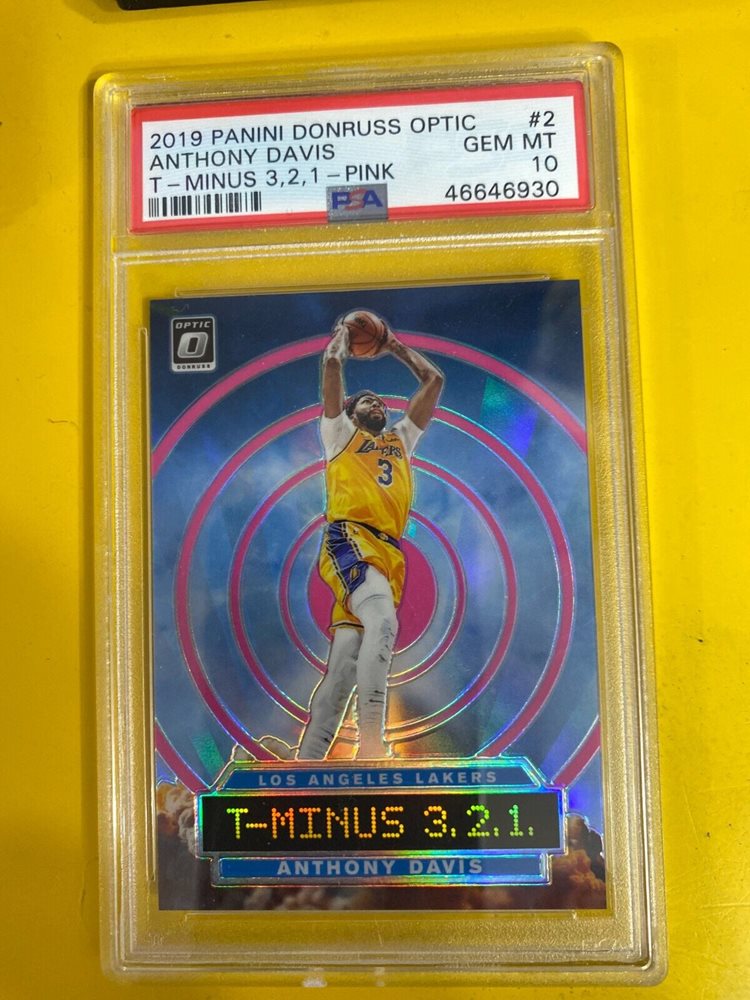 2019 PANINI DONRUSS OPTIC #2
ANTHONY DAVIS GEM MT
T-MINUS 3,2,1-PINK 10
PSA 46646930
OPTIC
O
DONRUSS
LAKERS
3
LOS ANGELES LAKERS
T-MINUS 3.2.1.
ANTHONY DAVIS